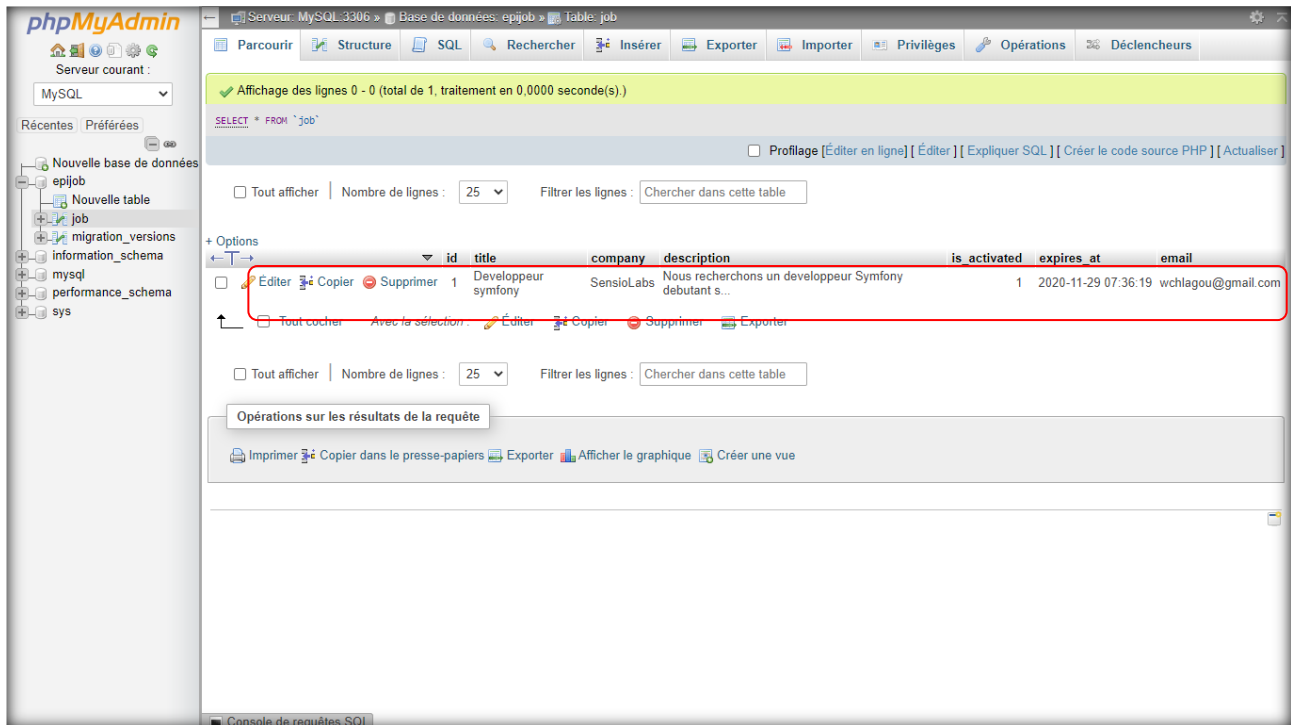 phpMyAdmin
Serveur courant :
MySQL
Récentes Préférées
Nouvelle base de données
epijob
Nouvelle table
job
migration_versions
information_schema
mysql
performance_schema
sys
Serveur: MySQL:3306 » Base de données: epijob » Table: job
Parcourir Structure SQL Rechercher Insérer Exporter Importer Privilèges Opérations Déclencheurs
Affichage des lignes 0 - 0 (total de 1, traitement en 0,0000 seconde(s).)
SELECT * FROM `job`
Profilage [Éditer en ligne] [ Éditer ] [ Expliquer SQL ] [ Créer le code source PHP ] [ Actualiser ]
Tout afficher Nombre de lignes : 25 Filtrer les lignes : Chercher dans cette table
+ Options
id title company description is_activated expires_at email
Éditer Copier Supprimer 1 Developpeur symfony SensioLabs Nous recherchons un developpeur Symfony debutant s... 1 2020-11-29 07:36:19 wchlagou@gmail.com
Tout cocher Avec la sélection : Éditer Copier Supprimer Exporter
Tout afficher Nombre de lignes : 25 Filtrer les lignes : Chercher dans cette table
Opérations sur les résultats de la requête
Imprimer Copier dans le presse-papiers Exporter Afficher le graphique Créer une vue
Console de requêtes SQL